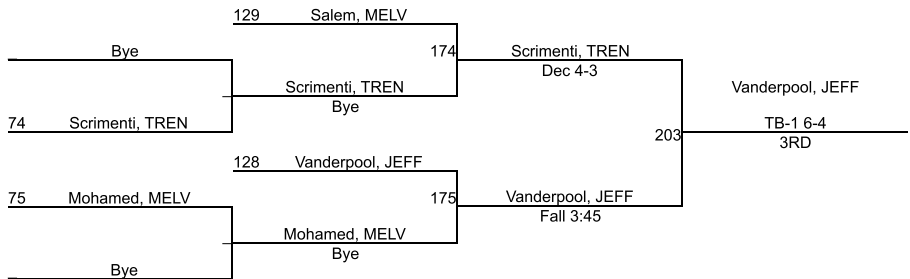 129 Salem, MELV
Bye
174 Scrimenti, TREN
Dec 4-3
Scrimenti, TREN
Bye
Vanderpool, JEFF
74 Scrimenti, TREN
TB-1 6-4
203
3RD
128 Vanderpool, JEFF
75 Mohamed, MELV
175 Vanderpool, JEFF
Fall 3:45
Mohamed, MELV
Bye
Bye